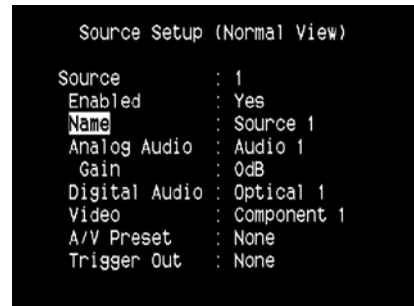 Source Setup (Normal View)
Source : 1
Enabled : Yes
Name : Source 1
Analog Audio : Audio 1
Gain : 0dB
Digital Audio : Optical 1
Video : Component 1
A/V Preset : None
Trigger Out : None